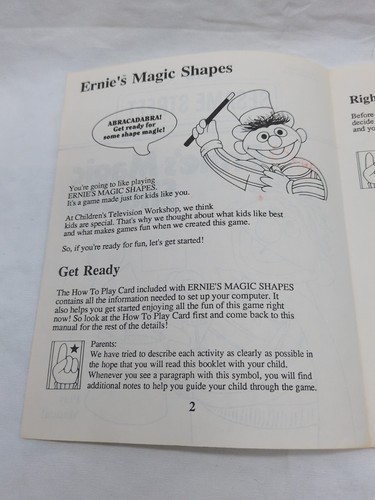 Ernie's Magic Shapes
ABRACADABRA!
Get ready for
some shape magic!
You're going to like playing
ERNIE'S MAGIC SHAPES.
It's a game made just for kids like you.
At Children's Television Workshop, we think
kids are special. That's why we thought about what kids like best
and what makes games fun when we created this game.
So, if you're ready for fun, let's get started!
Get Ready
The How To Play Card included with ERNIE'S MAGIC SHAPES
contains all the information needed to set up your computer. It
also helps you get started enjoying all the fun of this game right
now! So look at the How To Play Card first and come back to this
manual for the rest of the details!
Parents:
We have tried to describe each activity as clearly as possible in
the hope that you will read this booklet with your child.
Whenever you see a paragraph with this symbol, you will find
additional notes to help you guide your child through the game.
2
Righ
Before
decide
and yo